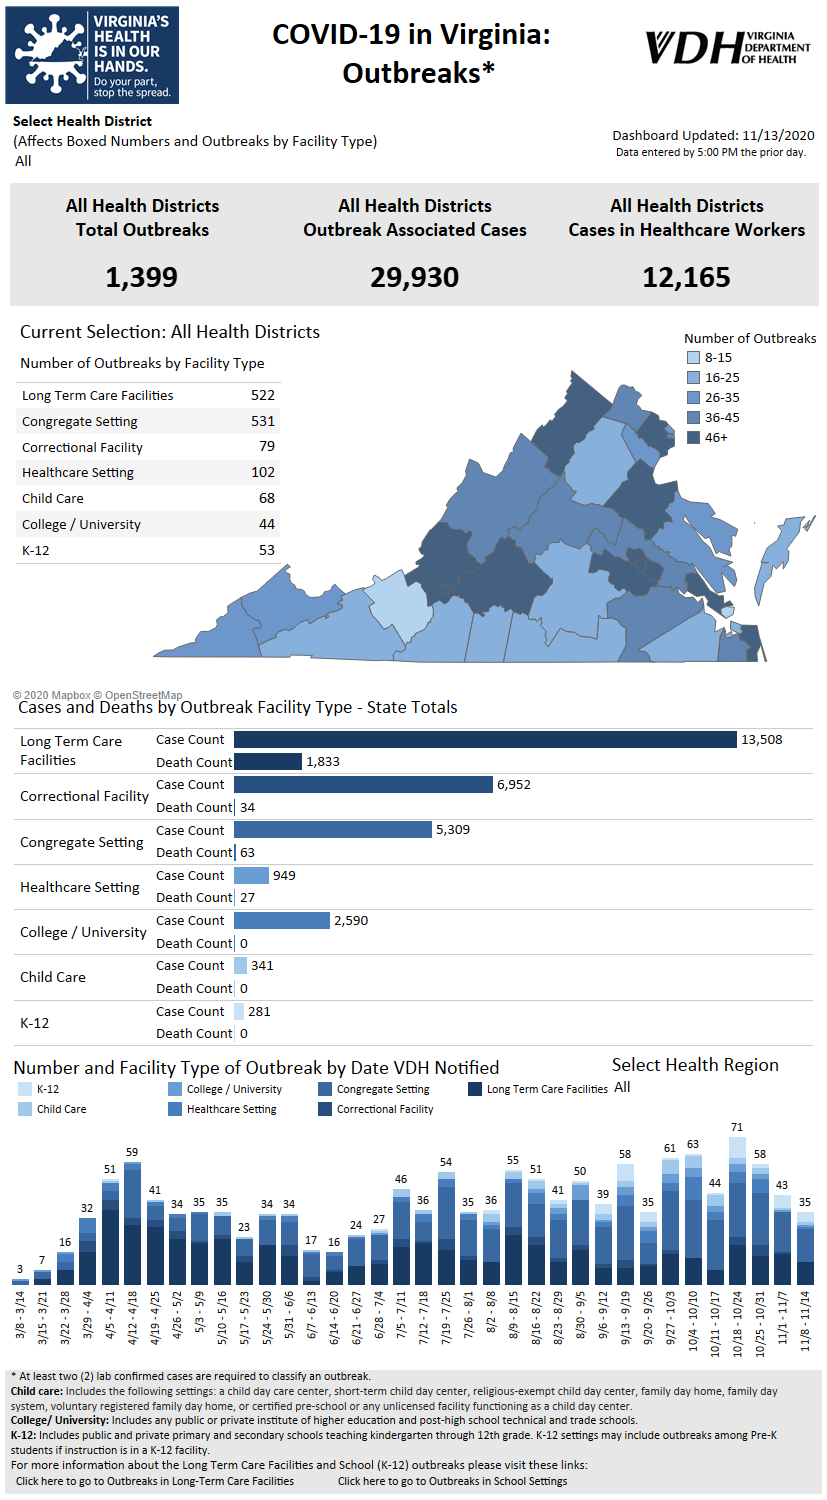 VIRGINIA'S
HEALTH
IS IN OUR
HANDS.
Do your part,
stop the spread.
COVID-19 in Virginia:
Outbreaks*
VDH VIRGINIA
DEPARTMENT
OF HEALTH
Select Health District
(Affects Boxed Numbers and Outbreaks by Facility Type)
All
Dashboard Updated: 11/13/2020
Data entered by 5:00 PM the prior day.
All Health Districts
Total Outbreaks
1,399
All Health Districts
Outbreak Associated Cases
29,930
All Health Districts
Cases in Healthcare Workers
12,165
Current Selection: All Health Districts
Number of Outbreaks by Facility Type
Long Term Care Facilities 522
Congregate Setting 531
Correctional Facility 79
Healthcare Setting 102
Child Care 68
College / University 44
K-12 53
Number of Outbreaks
8-15
16-25
26-35
36-45
46+
© 2020 Mapbox © OpenStreetMap
Cases and Deaths by Outbreak Facility Type - State Totals
Long Term Care
Facilities
Case Count 13,508
Death Count 1,833
Correctional Facility
Case Count 6,952
Death Count 34
Congregate Setting
Case Count 5,309
Death Count 63
Healthcare Setting
Case Count 949
Death Count 27
College / University
Case Count 2,590
Death Count 0
Child Care
Case Count 341
Death Count 0
K-12
Case Count 281
Death Count 0
Number and Facility Type of Outbreak by Date VDH Notified
Select Health Region
All
K-12 College / University Congregate Setting Long Term Care Facilities
Child Care Healthcare Setting Correctional Facility
3 7 16 32 51 59 41 34 35 35 23 34 34 17 16 24 27 46 36 54 35 36 55 51 41 50 39 58 35 61 63 44 71 58 43 35
3/8 - 3/14
3/15 - 3/21
3/22 - 3/28
3/29 - 4/4
4/5 - 4/11
4/12 - 4/18
4/19 - 4/25
4/26 - 5/2
5/3 - 5/9
5/10 - 5/16
5/17 - 5/23
5/24 - 5/30
5/31 - 6/6
6/7 - 6/13
6/14 - 6/20
6/21 - 6/27
6/28 - 7/4
7/5 - 7/11
7/12 - 7/18
7/19 - 7/25
7/26 - 8/1
8/2 - 8/8
8/9 - 8/15
8/16 - 8/22
8/23 - 8/29
8/30 - 9/5
9/6 - 9/12
9/13 - 9/19
9/20 - 9/26
9/27 - 10/3
10/4 - 10/10
10/11 - 10/17
10/18 - 10/24
10/25 - 10/31
11/1 - 11/7
11/8 - 11/14
* At least two (2) lab confirmed cases are required to classify an outbreak.
Child care: Includes the following settings: a child day care center, short-term child day center, religious-exempt child day center, family day home, family day
system, voluntary registered family day home, or certified pre-school or any unlicensed facility functioning as a child day center.
College/ University: Includes any public or private institute of higher education and post-high school technical and trade schools.
K-12: Includes public and private primary and secondary schools teaching kindergarten through 12th grade. K-12 settings may include outbreaks among Pre-K
students if instruction is in a K-12 facility.
For more information about the Long Term Care Facilities and School (K-12) outbreaks please visit these links:
Click here to go to Outbreaks in Long-Term Care Facilities Click here to go to Outbreaks in School Settings